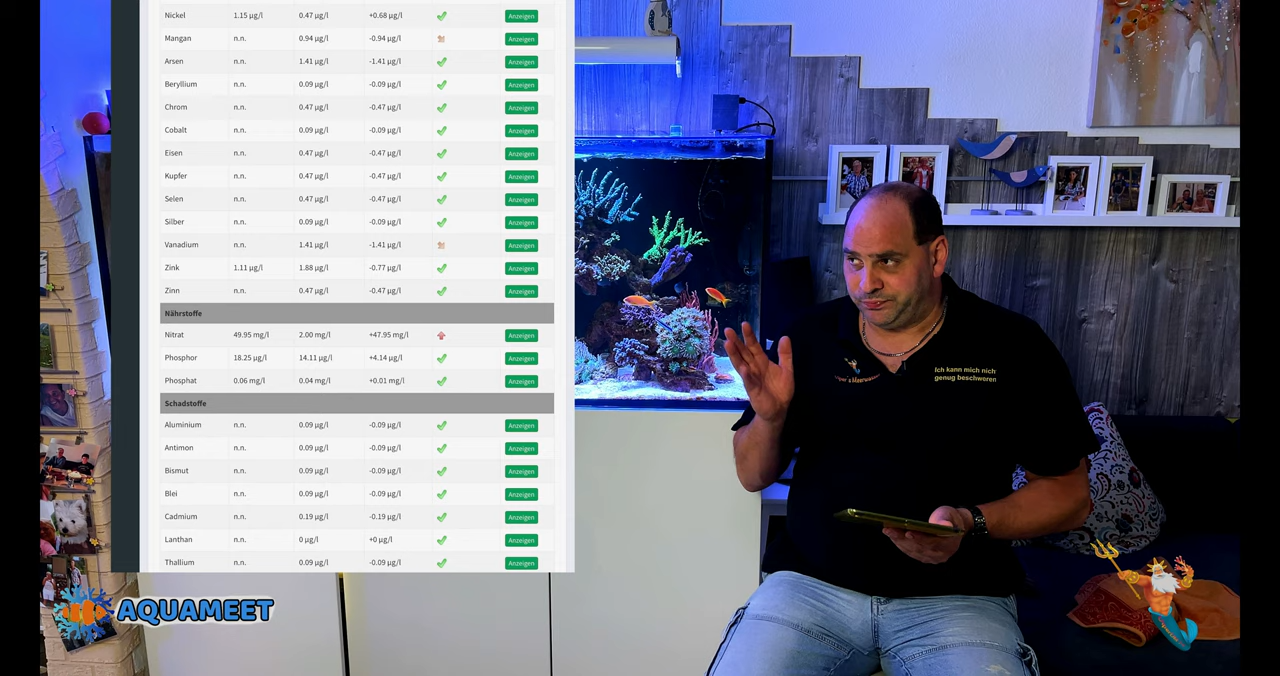 Nickel 1.15 µg/l 0.47 µg/l +0.68 µg/l Anzeigen
Mangan n.n. 0.94 µg/l -0.94 µg/l Anzeigen
Arsen n.n. 1.41 µg/l -1.41 µg/l Anzeigen
Beryllium n.n. 0.09 µg/l -0.09 µg/l Anzeigen
Chrom n.n. 0.47 µg/l -0.47 µg/l Anzeigen
Cobalt n.n. 0.09 µg/l -0.09 µg/l Anzeigen
Eisen n.n. 0.47 µg/l -0.47 µg/l Anzeigen
Kupfer n.n. 0.47 µg/l -0.47 µg/l Anzeigen
Selen n.n. 0.47 µg/l -0.47 µg/l Anzeigen
Silber n.n. 0.09 µg/l -0.09 µg/l Anzeigen
Vanadium n.n. 1.41 µg/l -1.41 µg/l Anzeigen
Zink 1.11 µg/l 1.88 µg/l -0.77 µg/l Anzeigen
Zinn n.n. 0.47 µg/l -0.47 µg/l Anzeigen
Nährstoffe
Nitrat 49.95 mg/l 2.00 mg/l +47.95 mg/l Anzeigen
Phosphor 18.25 µg/l 14.11 µg/l +4.14 µg/l Anzeigen
Phosphat 0.06 mg/l 0.04 mg/l +0.01 mg/l Anzeigen
Schadstoffe
Aluminium n.n. 0.09 µg/l -0.09 µg/l Anzeigen
Antimon n.n. 0.09 µg/l -0.09 µg/l Anzeigen
Bismut n.n. 0.09 µg/l -0.09 µg/l Anzeigen
Blei n.n. 0.09 µg/l -0.09 µg/l Anzeigen
Cadmium n.n. 0.19 µg/l -0.19 µg/l Anzeigen
Lanthan n.n. 0 µg/l +0 µg/l Anzeigen
Thallium n.n. 0.09 µg/l -0.09 µg/l Anzeigen
Ich kann mich nich
genug beschweren
AQUAMEET